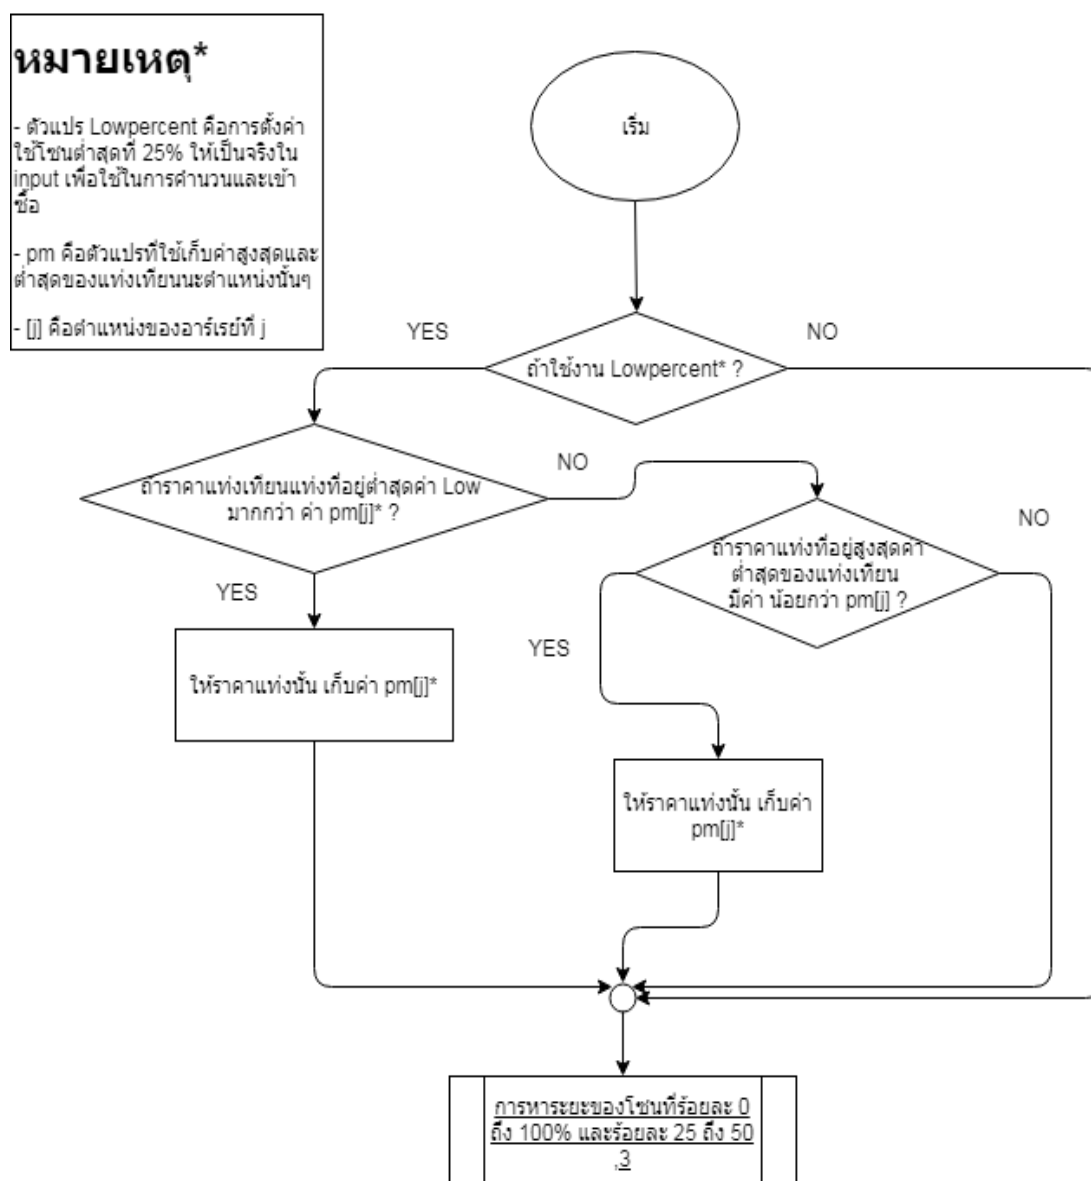 หมายเหตุ*
- ตัวแปร Lowpercent คือการตั้งค่า
ใช้โซนต่ำสุดที่ 25% ให้เป็นจริงใน
input เพื่อใช้ในการคำนวนและเข้า
ซื้อ
- pm คือตัวแปรที่ใช้เก็บค่าสูงสุดและ
ต่ำสุดของแท่งเทียนนะตำแหน่งนั้นๆ
- [j] คือตำแหน่งของอาร์เรย์ที่ j
เริ่ม
YES
NO
ถ้าใช้งาน Lowpercent* ?
ถ้าราคาแท่งเทียนแท่งที่อยู่ต่ำสุดค่า Low
มากกว่า ค่า pm[j]* ?
NO
NO
ถ้าราคาแท่งที่อยู่สูงสุดค่า
ต่ำสุดของแท่งเทียน
มีค่า น้อยกว่า pm[j] ?
YES
YES
ให้ราคาแท่งนั้น เก็บค่า pm[j]*
ให้ราคาแท่งนั้น เก็บค่า
pm[j]*
การหาระยะของโซนที่ร้อยละ 0
ถึง 100% และร้อยละ 25 ถึง 50
,3